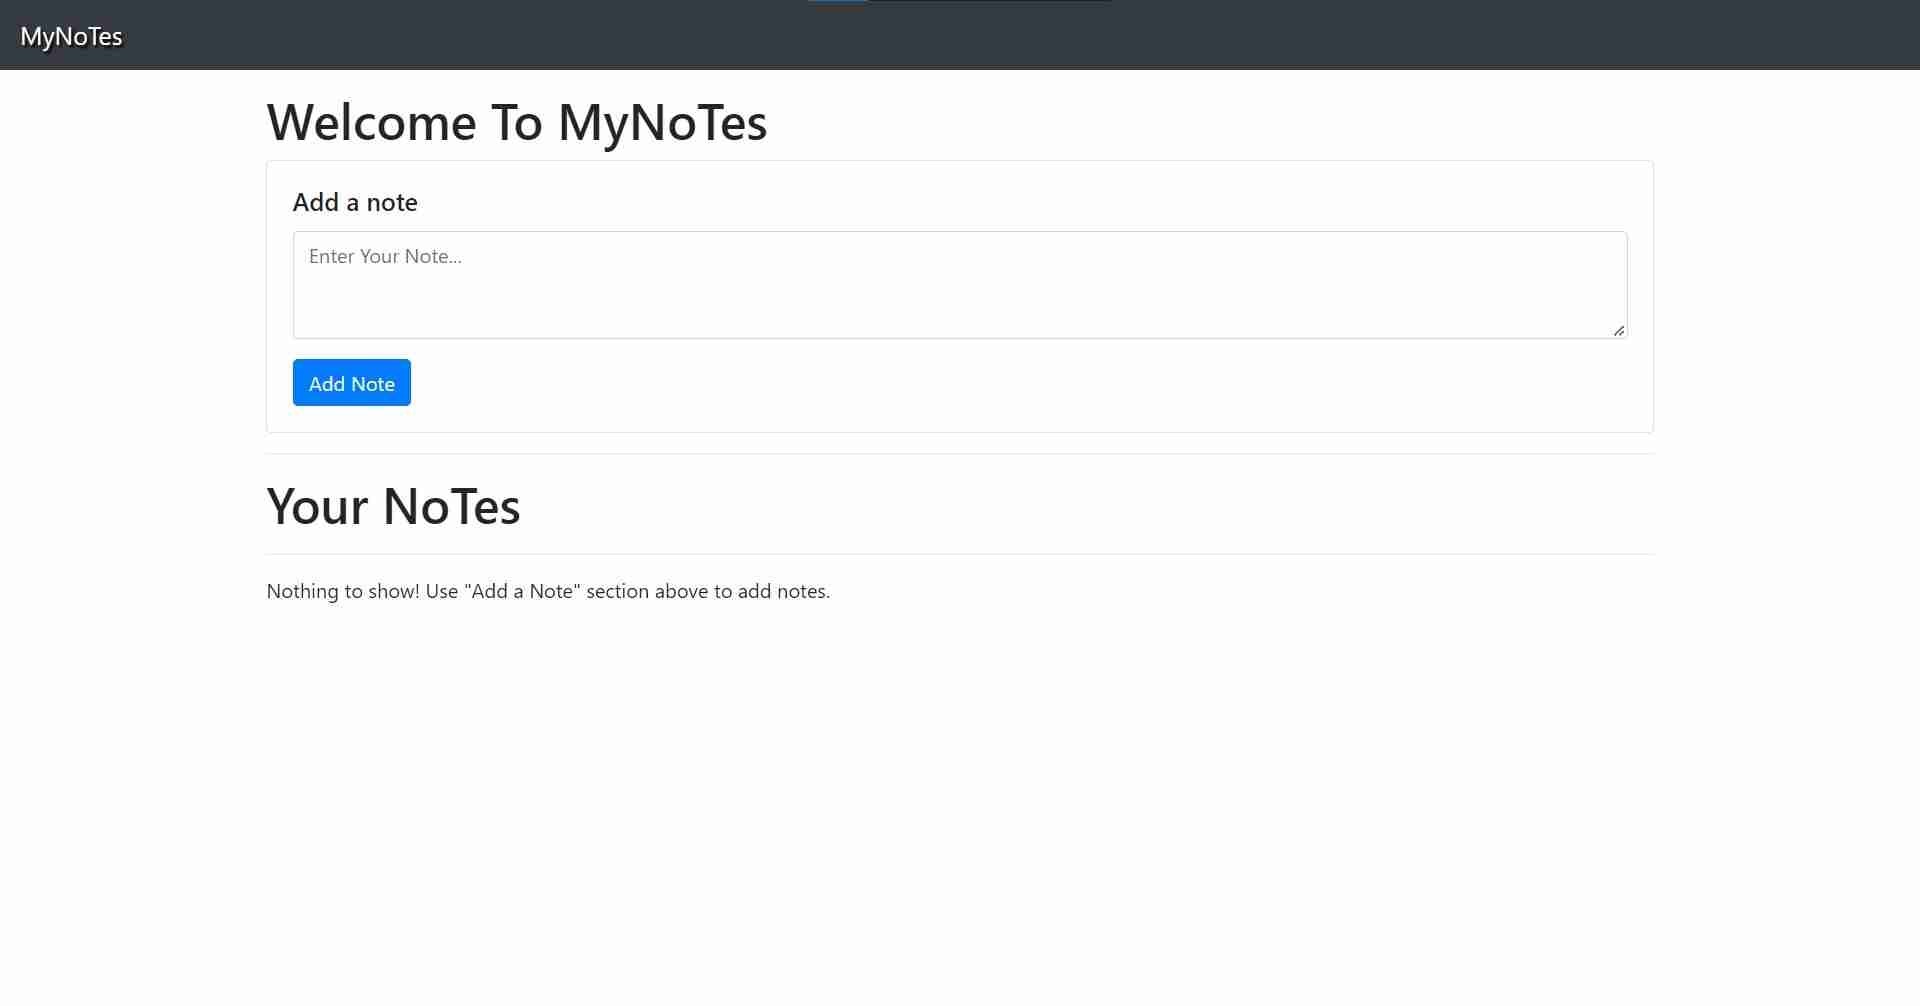 MyNoTes
Welcome To MyNoTes
Add a note
Enter Your Note...
Add Note
Your NoTes
Nothing to show! Use "Add a Note" section above to add notes.